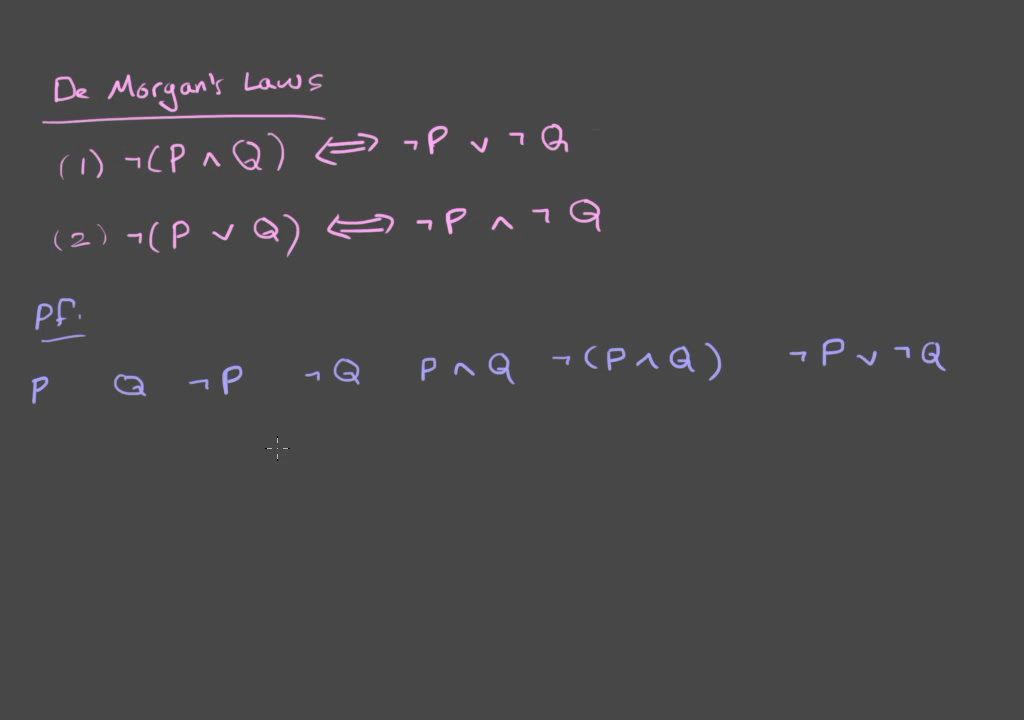 De Morgan's Laws
(1) ¬(P ∧ Q) ⟺ ¬P ∨ ¬Q
(2) ¬(P ∨ Q) ⟺ ¬P ∧ ¬Q
Pf.
P Q ¬P ¬Q P ∧ Q ¬(P ∧ Q) ¬P ∨ ¬Q